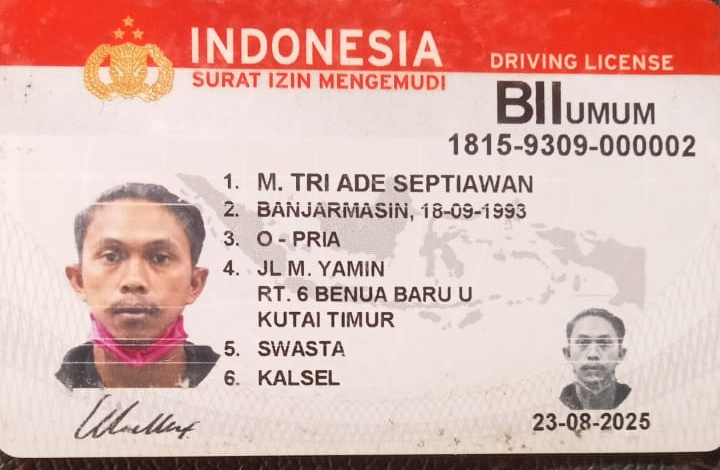 INDONESIA
SURAT IZIN MENGEMUDI
DRIVING LICENSE
BII UMUM
1815-9309-000002
1. M. TRI ADE SEPTIAWAN
2. BANJARMASIN, 18-09-1993
3. O - PRIA
4. JL M. YAMIN
RT. 6 BENUA BARU U
KUTAI TIMUR
5. SWASTA
6. KALSEL
23-08-2025